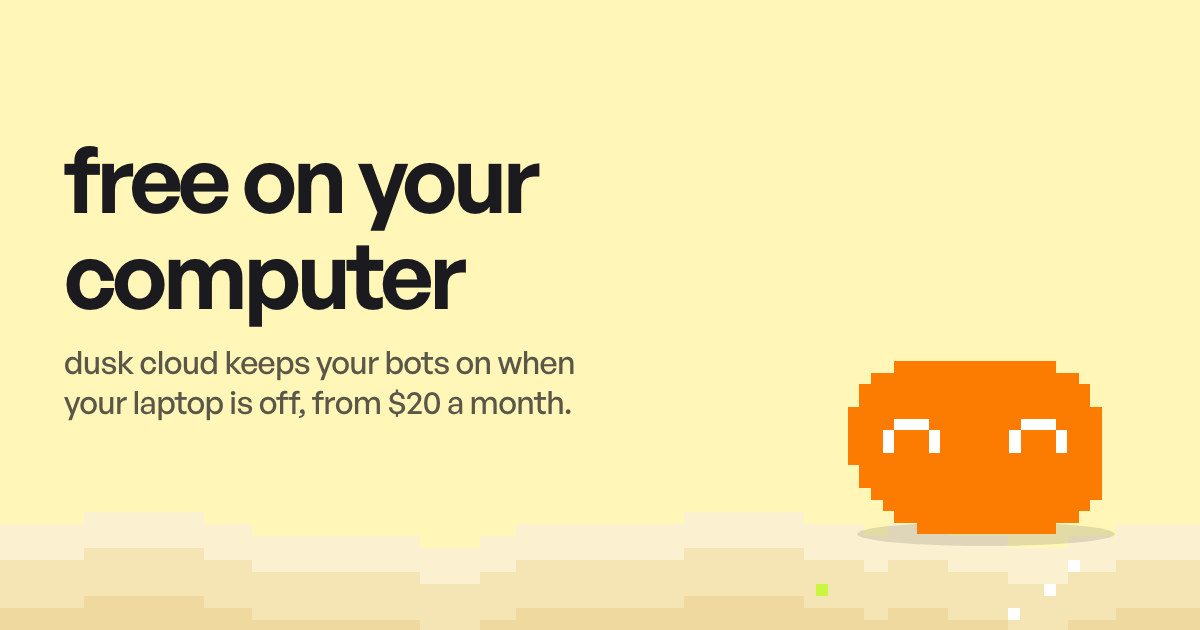 free on your
computer
dusk cloud keeps your bots on when
your laptop is off, from $20 a month.